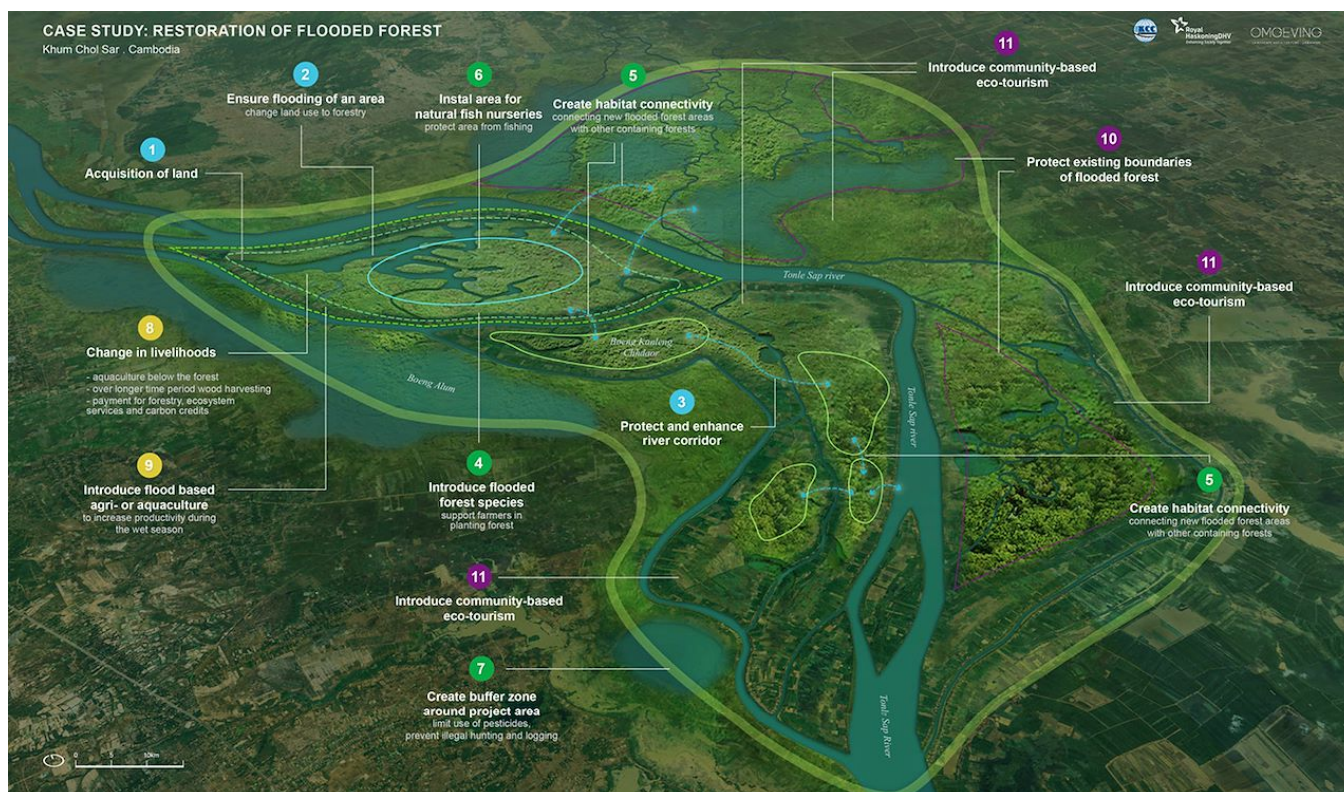 CASE STUDY: RESTORATION OF FLOODED FOREST
Khum Chol Sar . Cambodia
Royal
HaskoningDHV
Enhancing Society Together
OMGEVING
1
Acquisition of land
2
Ensure flooding of an area
change land use to forestry
6
Instal area for
natural fish nurseries
protect area from fishing
5
Create habitat connectivity
connecting new flooded forest areas
with other containing forests
11
Introduce community-based
eco-tourism
10
Protect existing boundaries
of flooded forest
11
Introduce community-based
eco-tourism
Tonle Sap river
8
Change in livelihoods
- aquaculture below the forest
- over longer time period wood harvesting
- payment for forestry, ecosystem
services and carbon credits
Boeng Alum
Boeng Kanleng
Chhdaor
3
Protect and enhance
river corridor
Tonle Sap river
9
Introduce flood based
agri- or aquaculture
to increase productivity during
the wet season
4
Introduce flooded
forest species
support farmers in
planting forest
5
Create habitat connectivity
connecting new flooded forest areas
with other containing forests
11
Introduce community-based
eco-tourism
7
Create buffer zone
around project area
limit use of pesticides,
prevent illegal hunting and logging
Tonle Sap River
0 5 10km